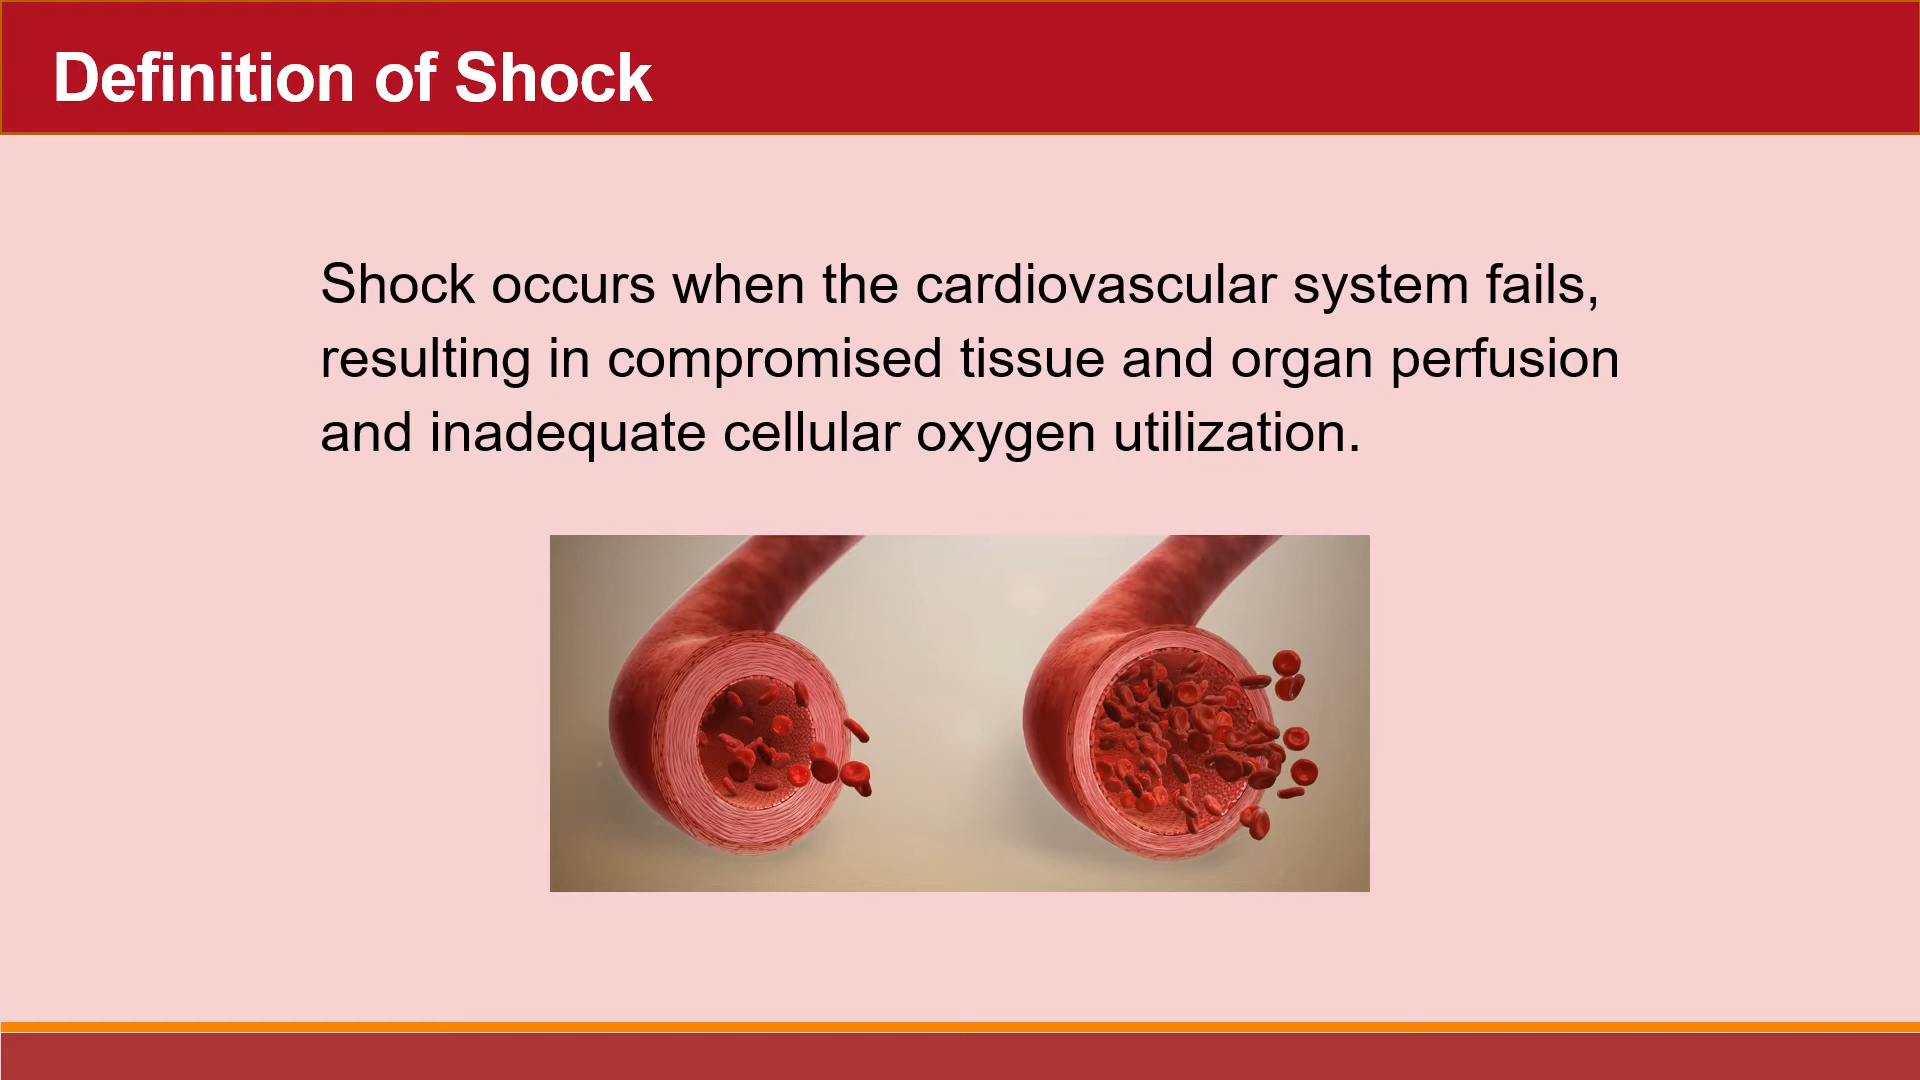 Definition of Shock
Shock occurs when the cardiovascular system fails,
resulting in compromised tissue and organ perfusion
and inadequate cellular oxygen utilization.